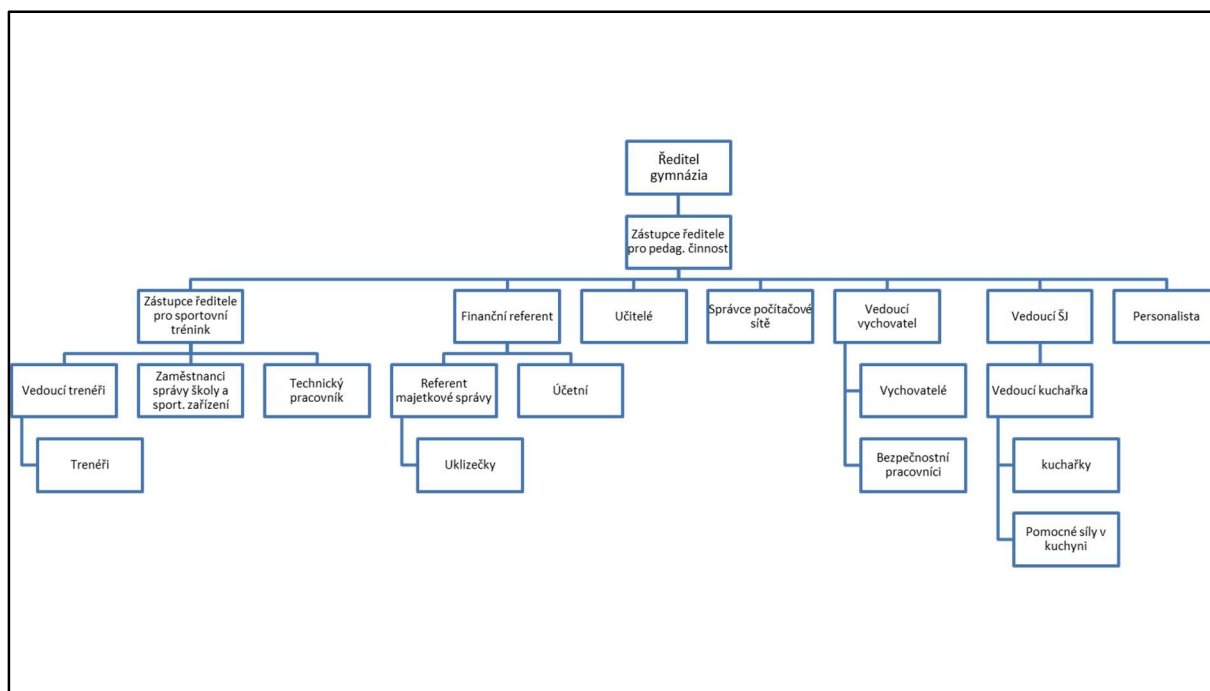 Ředitel
gymnázia
Zástupce ředitele
pro pedag. činnost
Zástupce ředitele
pro sportovní
trénink
Finanční referent
Učitelé
Správce počítačové
sítě
Vedoucí
vychovatel
Vedoucí ŠJ
Personalista
Vedoucí trenéři
Zaměstnanci
správy školy a
sport. zařízení
Technický
pracovník
Referent
majetkové správy
Účetní
Vychovatelé
Vedoucí kuchařka
Trenéři
Uklizečky
Bezpečnostní
pracovníci
kuchařky
Pomocné síly v
kuchyni